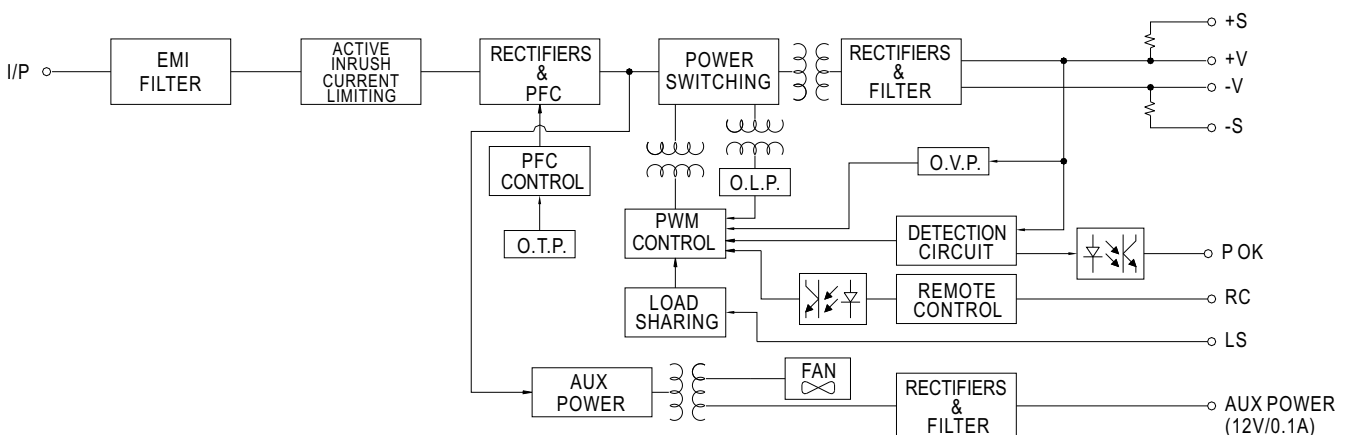 +S
I/P
EMI
FILTER
ACTIVE
INRUSH
CURRENT
LIMITING
RECTIFIERS
&
PFC
POWER
SWITCHING
RECTIFIERS
&
FILTER
+V
-V
-S
PFC
CONTROL
O.L.P.
O.V.P.
O.T.P.
PWM
CONTROL
DETECTION
CIRCUIT
P OK
LOAD
SHARING
REMOTE
CONTROL
RC
LS
AUX
POWER
FAN
RECTIFIERS
&
FILTER
AUX POWER
(12V/0.1A)